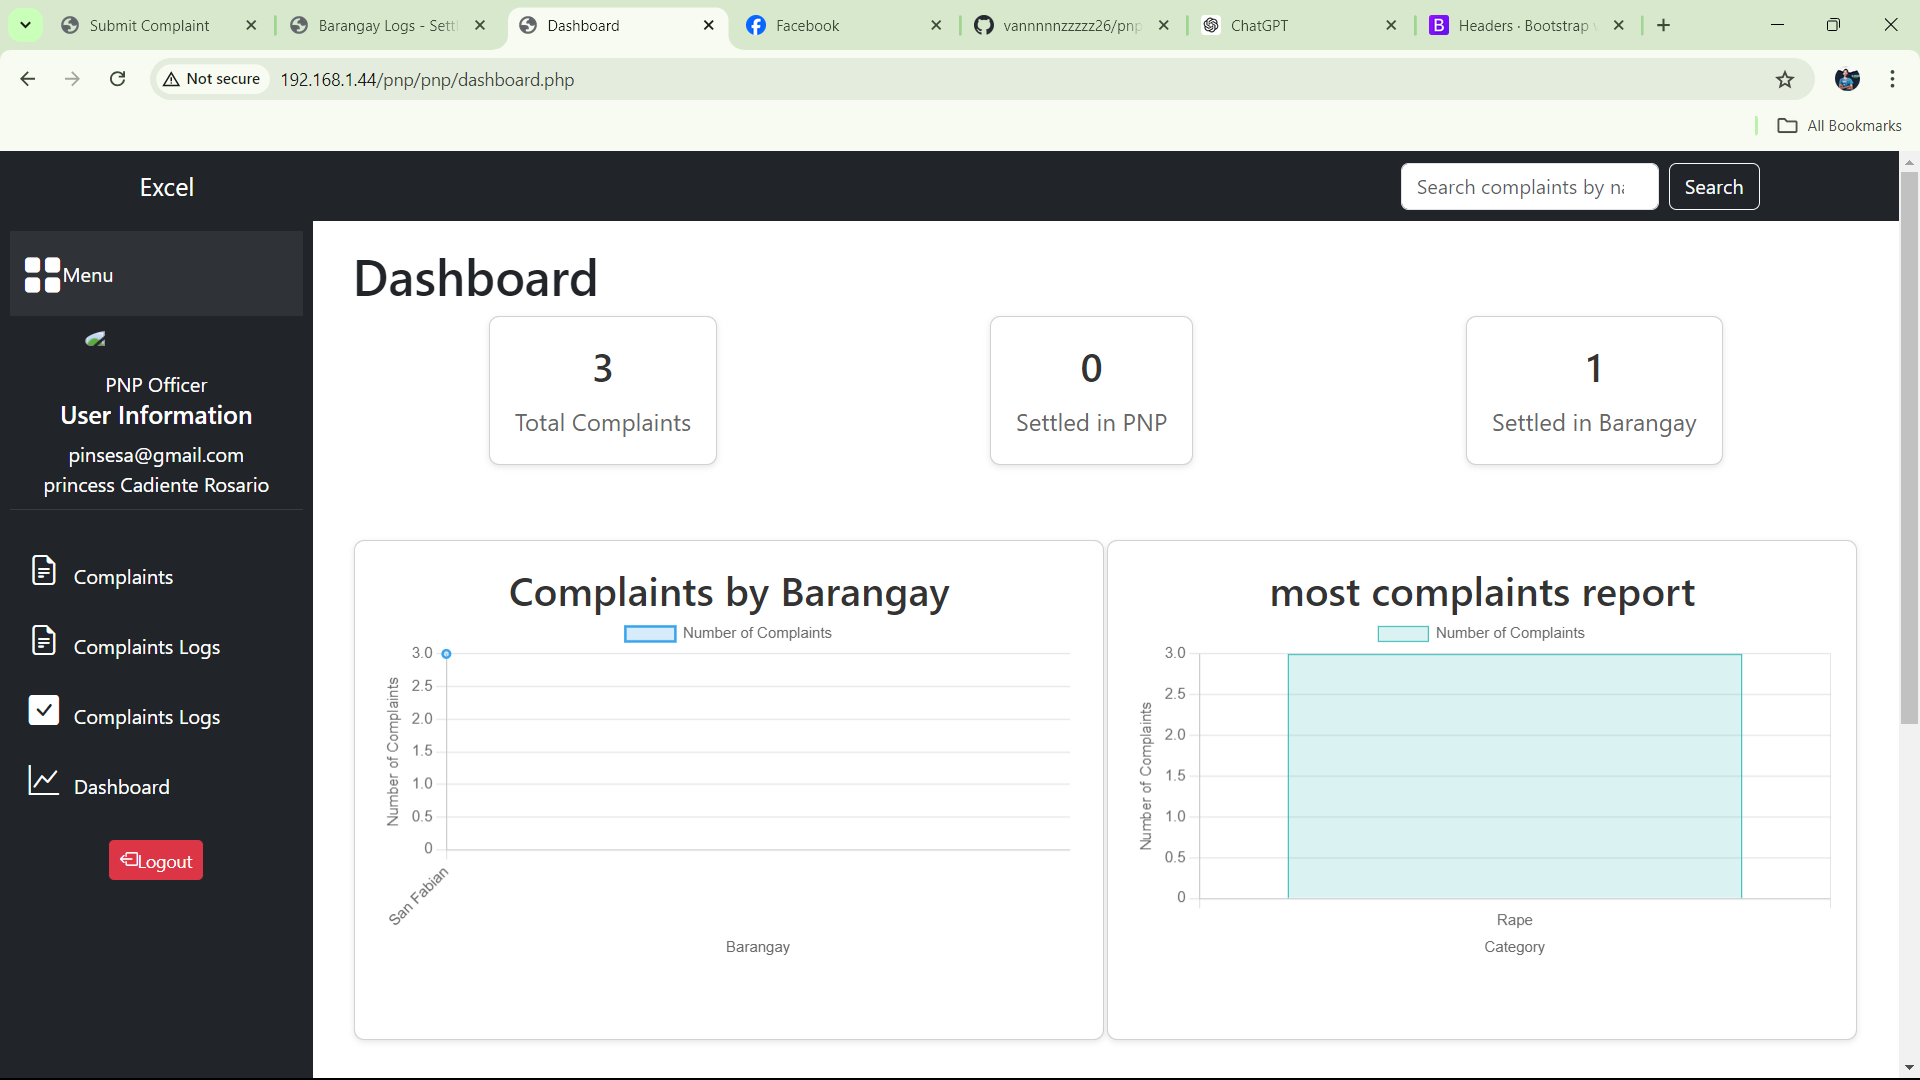 Submit Complaint
Barangay Logs - Settl
Dashboard
Facebook
vannnnnzzzzz26/pnp
ChatGPT
Headers · Bootstrap v
Not secure
192.168.1.44/pnp/pnp/dashboard.php
All Bookmarks
Excel
Search complaints by na
Search
Menu
PNP Officer
User Information
pinsesa@gmail.com
princess Cadiente Rosario
Complaints
Complaints Logs
Complaints Logs
Dashboard
Logout
Dashboard
3
Total Complaints
0
Settled in PNP
1
Settled in Barangay
Complaints by Barangay
Number of Complaints
3.0
2.5
2.0
1.5
1.0
0.5
0
Number of Complaints
San Fabian
Barangay
most complaints report
Number of Complaints
3.0
2.5
2.0
1.5
1.0
0.5
0
Number of Complaints
Rape
Category